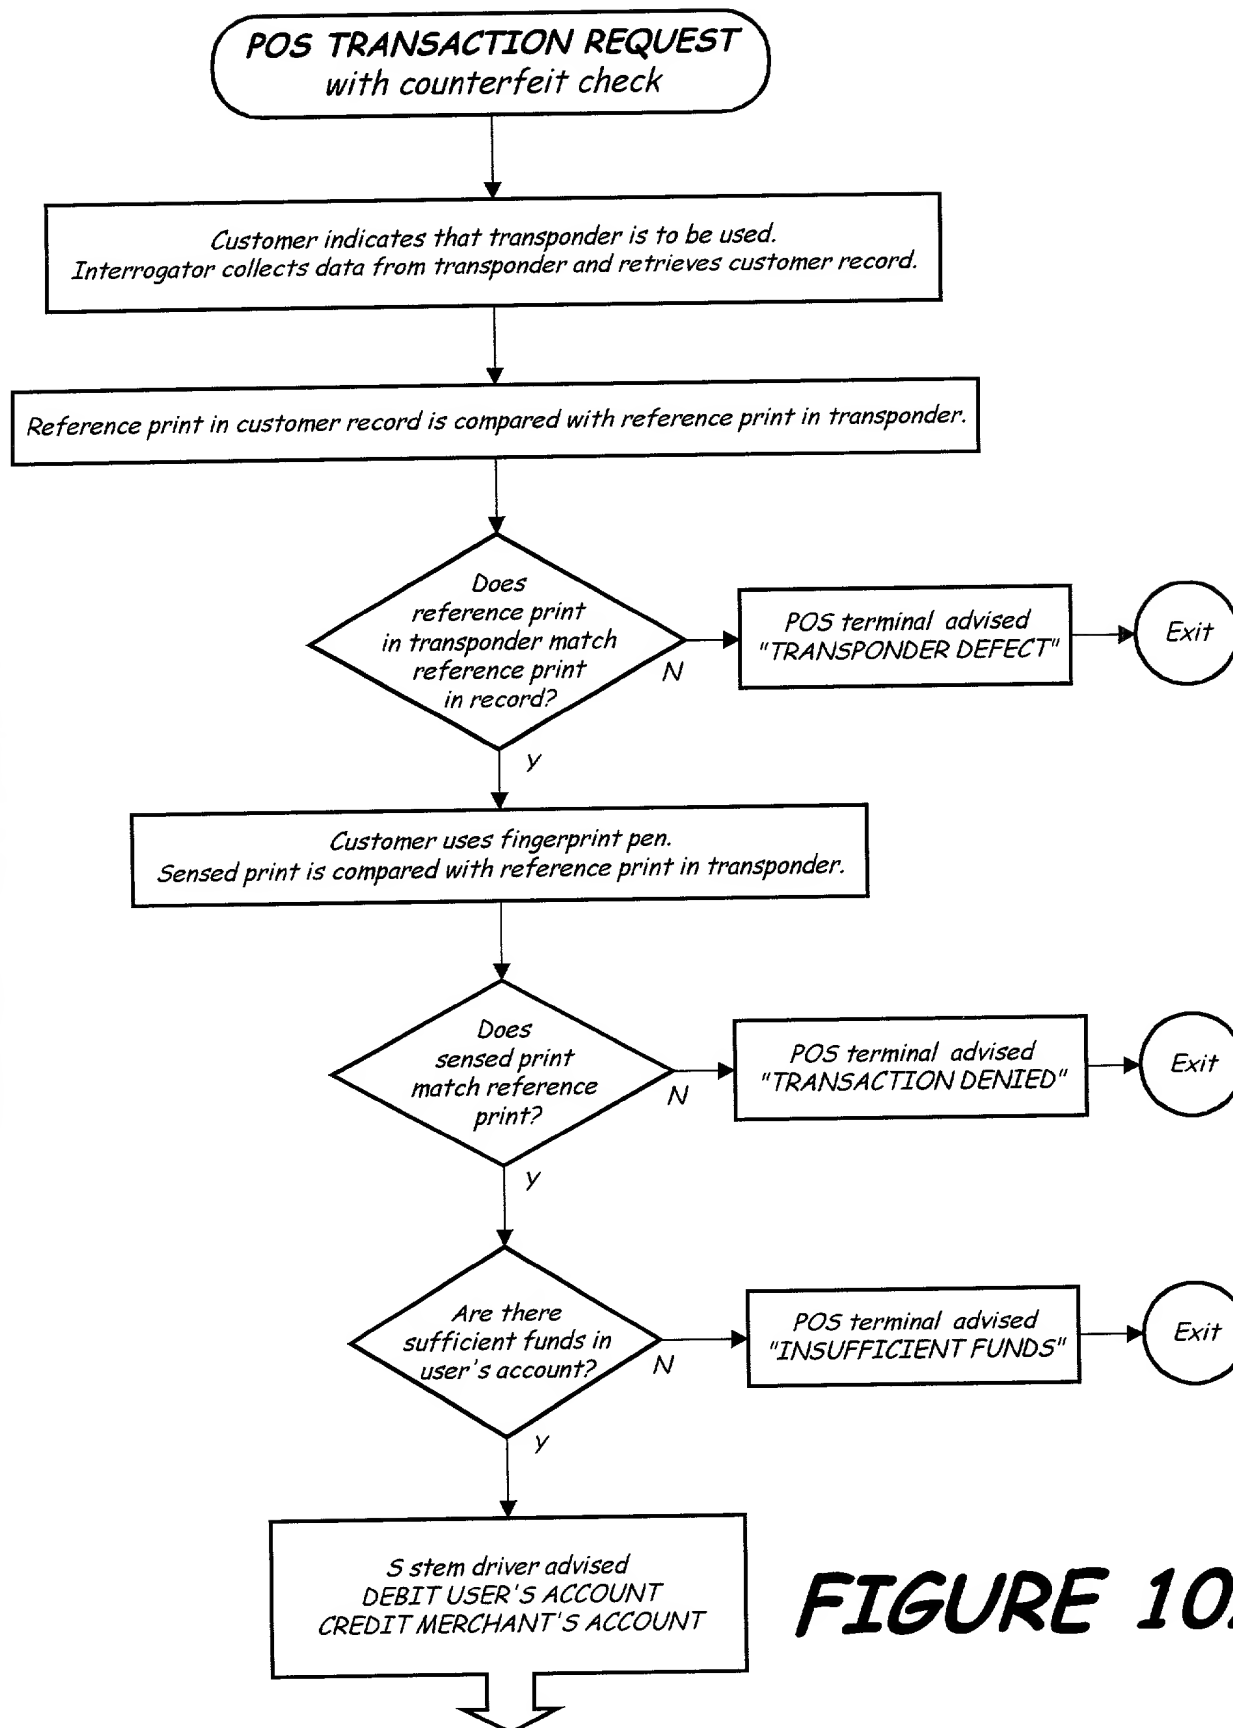 POS TRANSACTION REQUEST
with counterfeit check
Customer indicates that transponder is to be used.
Interrogator collects data from transponder and retrieves customer record.
Reference print in customer record is compared with reference print in transponder.
Does
reference print
in transponder match
reference print
in record?
N
POS terminal advised
"TRANSPONDER DEFECT"
Exit
Y
Customer uses fingerprint pen.
Sensed print is compared with reference print in transponder.
Does
sensed print
match reference
print?
N
POS terminal advised
"TRANSACTION DENIED"
Exit
Y
Are there
sufficient funds in
user's account?
N
POS terminal advised
"INSUFFICIENT FUNDS"
Exit
Y
S stem driver advised
DEBIT USER'S ACCOUNT
CREDIT MERCHANT'S ACCOUNT
FIGURE 10